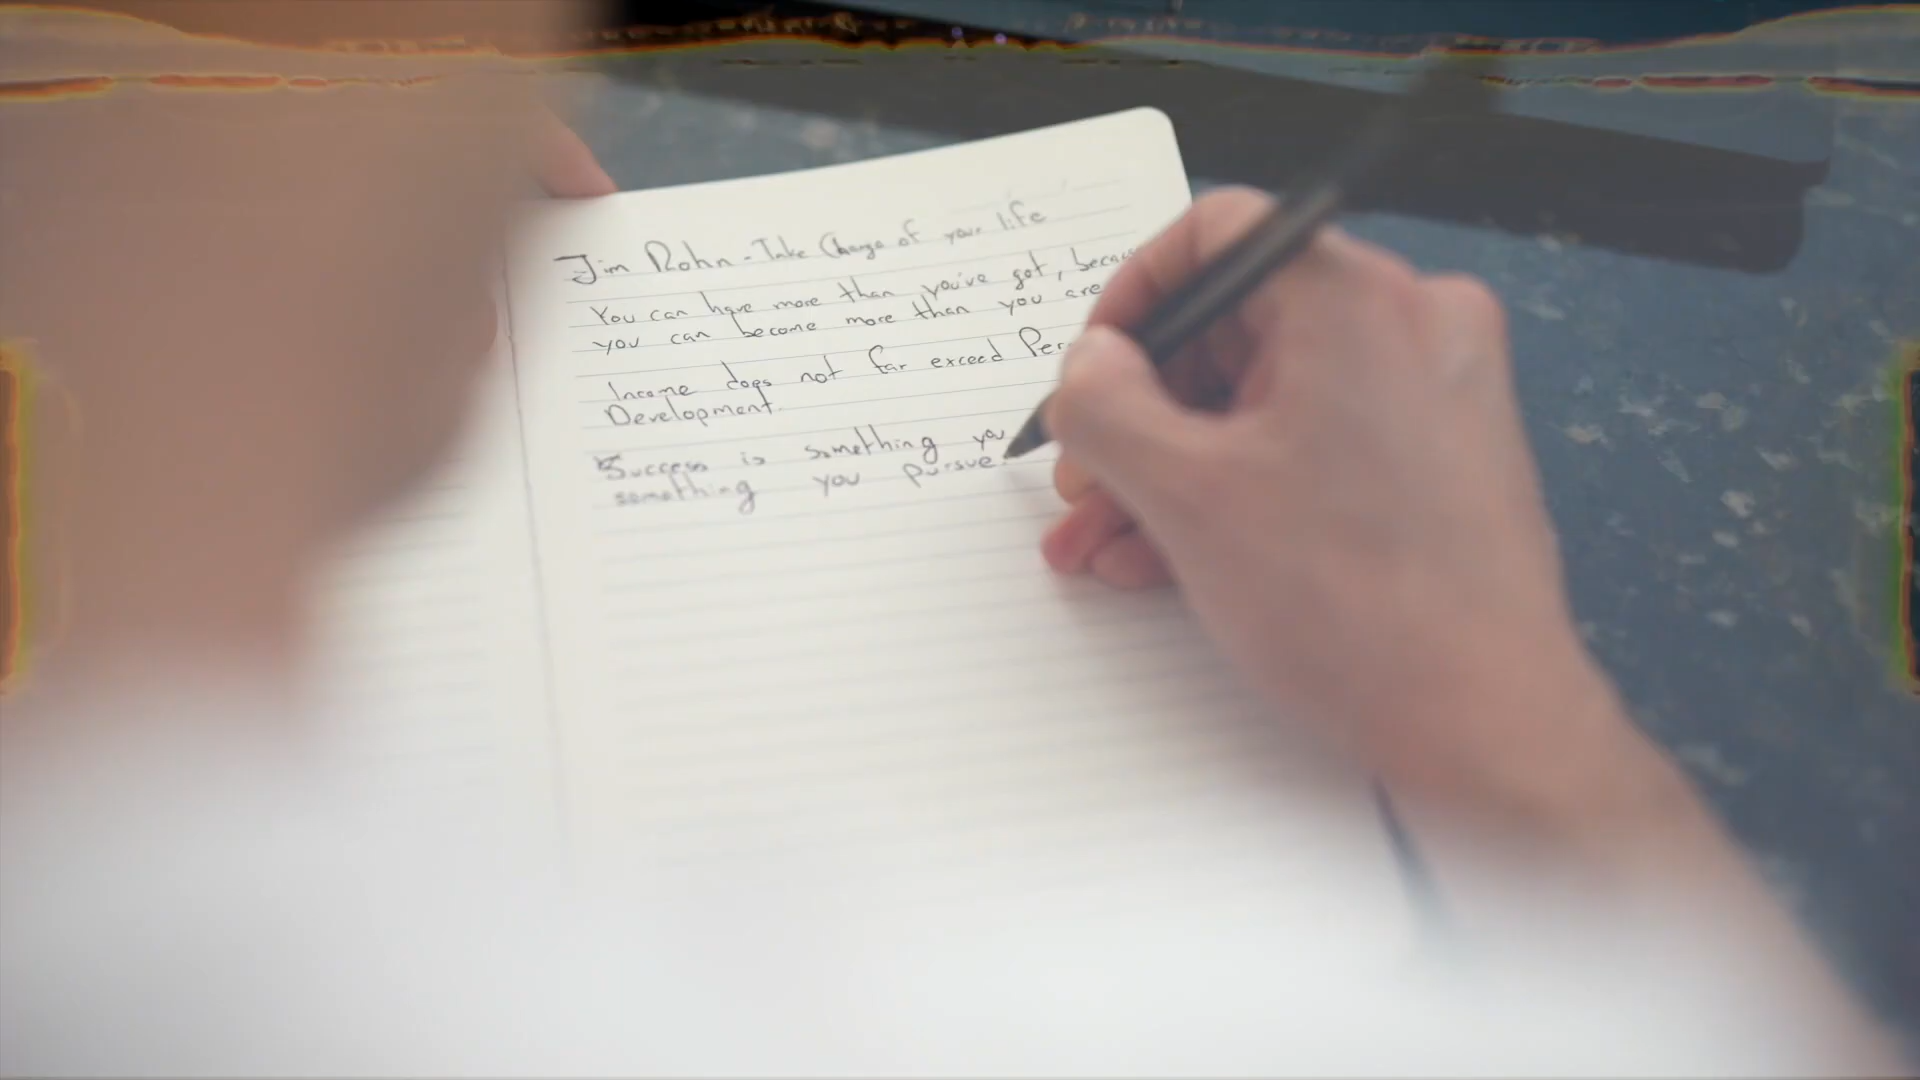 Jim Rohn - Take Charge of your life
You can have more than you've got, because
you can become more than you are
Income does not far exceed Per
Development.
Success is something you
something you pursue.